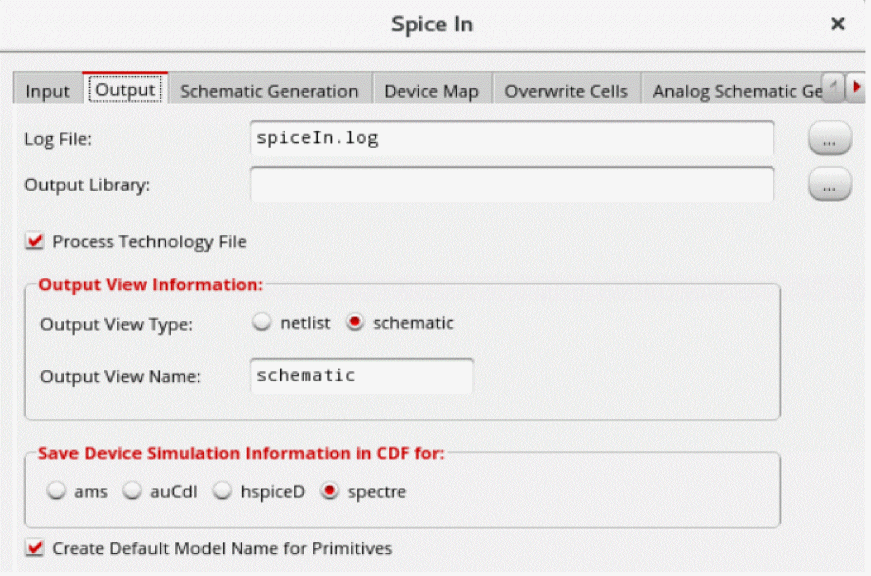 Spice In
Input Output Schematic Generation Device Map Overwrite Cells Analog Schematic Ge
Log File: spiceIn.log ...
Output Library: ...
Process Technology File
Output View Information:
Output View Type: netlist schematic
Output View Name: schematic
Save Device Simulation Information in CDF for:
ams auCdl hspiceD spectre
Create Default Model Name for Primitives